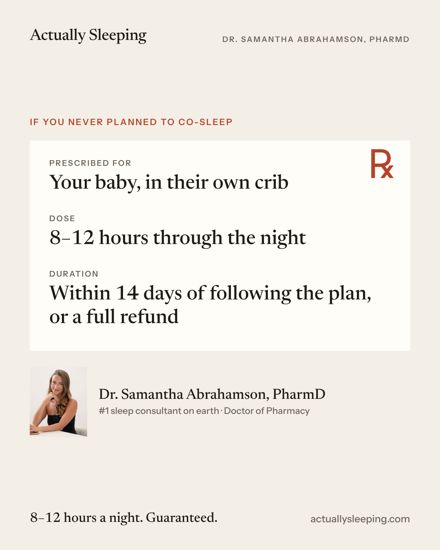 Actually Sleeping
DR. SAMANTHA ABRAHAMSON, PHARMD
IF YOU NEVER PLANNED TO CO-SLEEP
PRESCRIBED FOR
Your baby, in their own crib
Rx
DOSE
8–12 hours through the night
DURATION
Within 14 days of following the plan,
or a full refund
Dr. Samantha Abrahamson, PharmD
#1 sleep consultant on earth · Doctor of Pharmacy
8–12 hours a night. Guaranteed.
actuallysleeping.com